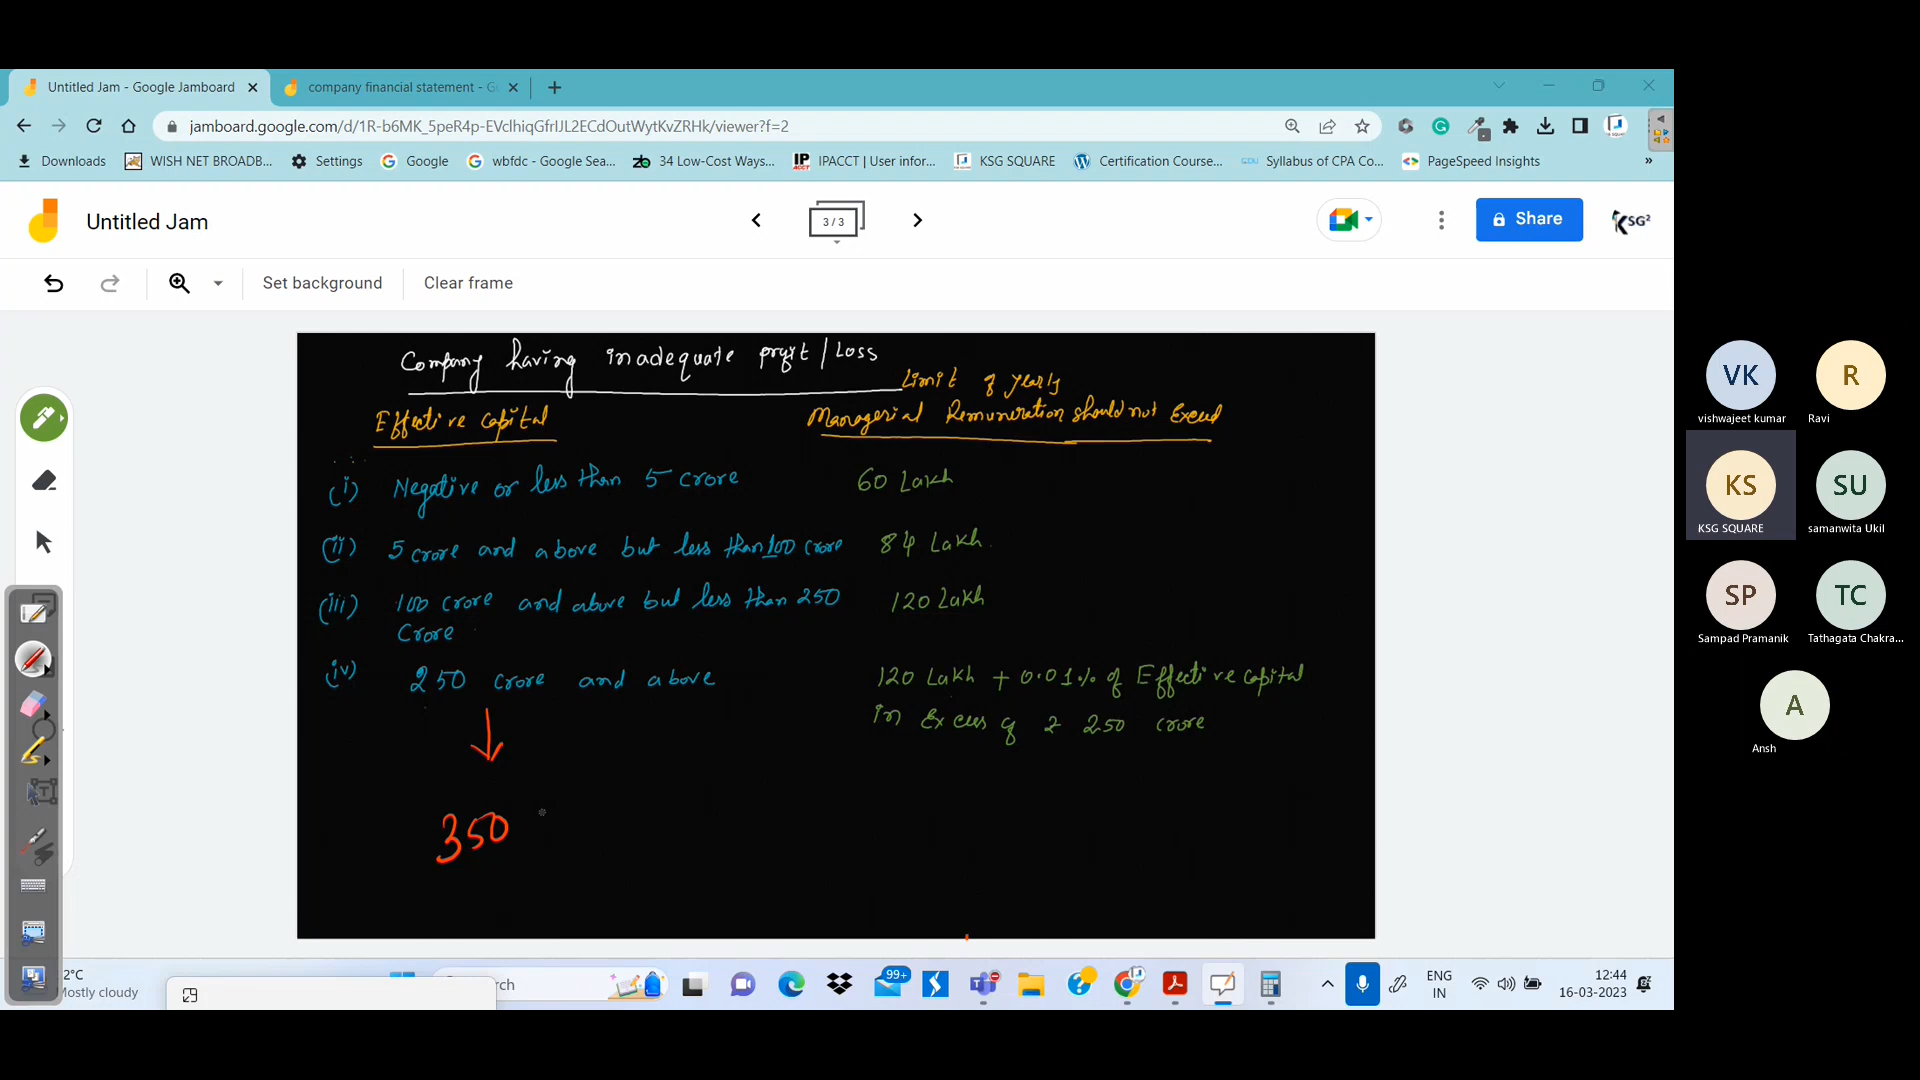 Untitled Jam - Google Jamboard
company financial statement - G
jamboard.google.com/d/1R-b6MK_5peR4p-EVclhiqGfrIJL2ECdOutWytKvZRHk/viewer?f=2
Downloads WISH NET BROADB... Settings Google wbfdc - Google Sea... 34 Low-Cost Ways... IPACCT | User infor... KSG SQUARE Certification Course... Syllabus of CPA Co... PageSpeed Insights »
Untitled Jam
3 / 3
Share
KSG²
Set background
Clear frame
Company having inadequate profit / Loss
Limit of yearly
Effective capital Managerial Remuneration should not Exceed
(i) Negative or less than 5 crore 60 Lakh
(ii) 5 crore and above but less than 100 crore 84 Lakh
(iii) 100 crore and above but less than 250 120 Lakh
Crore
(iv) 250 crore and above 120 Lakh + 0.01% of Effective capital
in Excess of 250 crore
350
VK
vishwajeet kumar
R
Ravi
KS
KSG SQUARE
SU
samanwita Ukil
SP
Sampad Pramanik
TC
Tathagata Chakra...
A
Ansh
2°C
Mostly cloudy
rch
99+
ENG
IN
12:44
16-03-2023